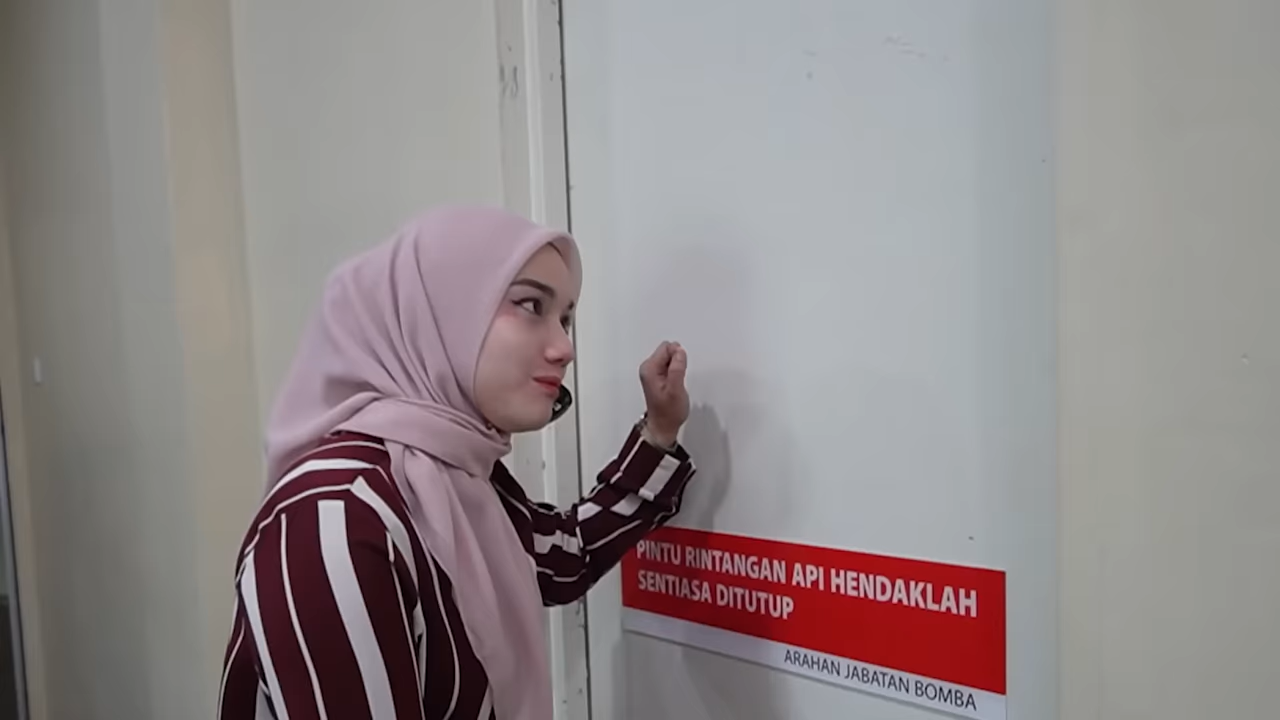 PINTU RINTANGAN API HENDAKLAH
SENTIASA DITUTUP
ARAHAN JABATAN BOMBA